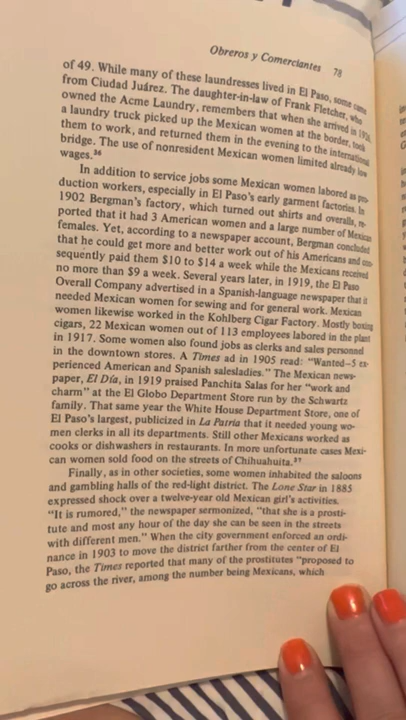 Obreros y Comerciantes 78
of 49. While many of these laundresses lived in El Paso, some came
from Ciudad Juárez. The daughter-in-law of Frank Fletcher, who
owned the Acme Laundry, remembers that when she arrived in
a laundry truck picked up the Mexican women at the border, took
them to work, and returned them in the evening to the international
bridge. The use of nonresident Mexican women limited already low
wages.³⁶
In addition to service jobs some Mexican women labored as pro-
duction workers, especially in El Paso's early garment factories. In
1902 Bergman's factory, which turned out shirts and overalls, re-
ported that it had 3 American women and a large number of Mexican
females. Yet, according to a newspaper account, Bergman concluded
that he could get more and better work out of his Americans and con-
sequently paid them $10 to $14 a week while the Mexicans received
no more than $9 a week. Several years later, in 1919, the El Paso
Overall Company advertised in a Spanish-language newspaper that it
needed Mexican women for sewing and for general work. Mexican
women likewise worked in the Kohlberg Cigar Factory. Mostly boxing
cigars, 22 Mexican women out of 113 employees labored in the plant
in 1917. Some women also found jobs as clerks and sales personnel
in the downtown stores. A Times ad in 1905 read: "Wanted—5 ex-
perienced American and Spanish salesladies." The Mexican news-
paper, El Día, in 1919 praised Panchita Salas for her "work and
charm" at the El Globo Department Store run by the Schwartz
family. That same year the White House Department Store, one of
El Paso's largest, publicized in La Patria that it needed young wo-
men clerks in all its departments. Still other Mexicans worked as
cooks or dishwashers in restaurants. In more unfortunate cases Mexi-
can women sold food on the streets of Chihuahuita.³⁷
Finally, as in other societies, some women inhabited the saloons
and gambling halls of the red-light district. The Lone Star in 1885
expressed shock over a twelve-year old Mexican girl's activities.
"It is rumored," the newspaper sermonized, "that she is a prosti-
tute and most any hour of the day she can be seen in the streets
with different men." When the city government enforced an ordi-
nance in 1903 to move the district farther from the center of El
Paso, the Times reported that many of the prostitutes "proposed to
go across the river, among the number being Mexicans, which